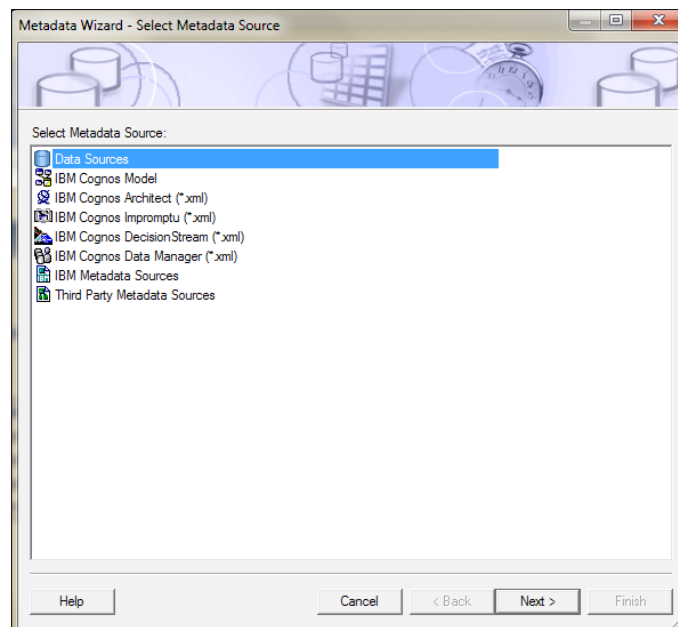 Metadata Wizard - Select Metadata Source
Select Metadata Source:
Data Sources
IBM Cognos Model
IBM Cognos Architect (*.xml)
IBM Cognos Impromptu (*.xml)
IBM Cognos DecisionStream (*.xml)
IBM Cognos Data Manager (*.xml)
IBM Metadata Sources
Third Party Metadata Sources
Help Cancel < Back Next > Finish